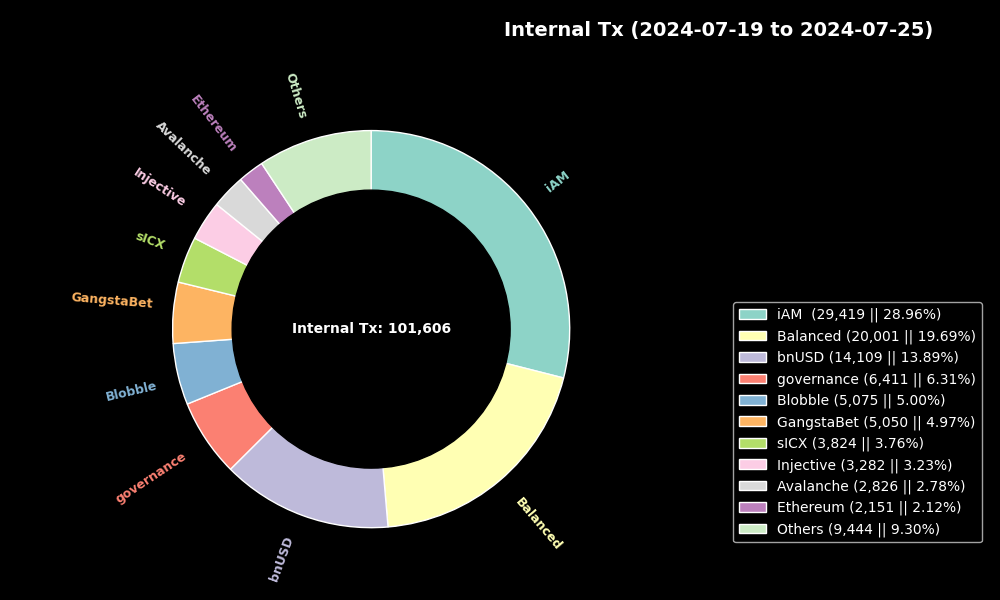 Internal Tx (2024-07-19 to 2024-07-25)
Others
Ethereum
Avalanche
Injective
sICX
GangstaBet
Blobble
governance
bnUSD
Balanced
iAM
Internal Tx: 101,606
iAM  (29,419 || 28.96%)
Balanced (20,001 || 19.69%)
bnUSD (14,109 || 13.89%)
governance (6,411 || 6.31%)
Blobble (5,075 || 5.00%)
GangstaBet (5,050 || 4.97%)
sICX (3,824 || 3.76%)
Injective (3,282 || 3.23%)
Avalanche (2,826 || 2.78%)
Ethereum (2,151 || 2.12%)
Others (9,444 || 9.30%)